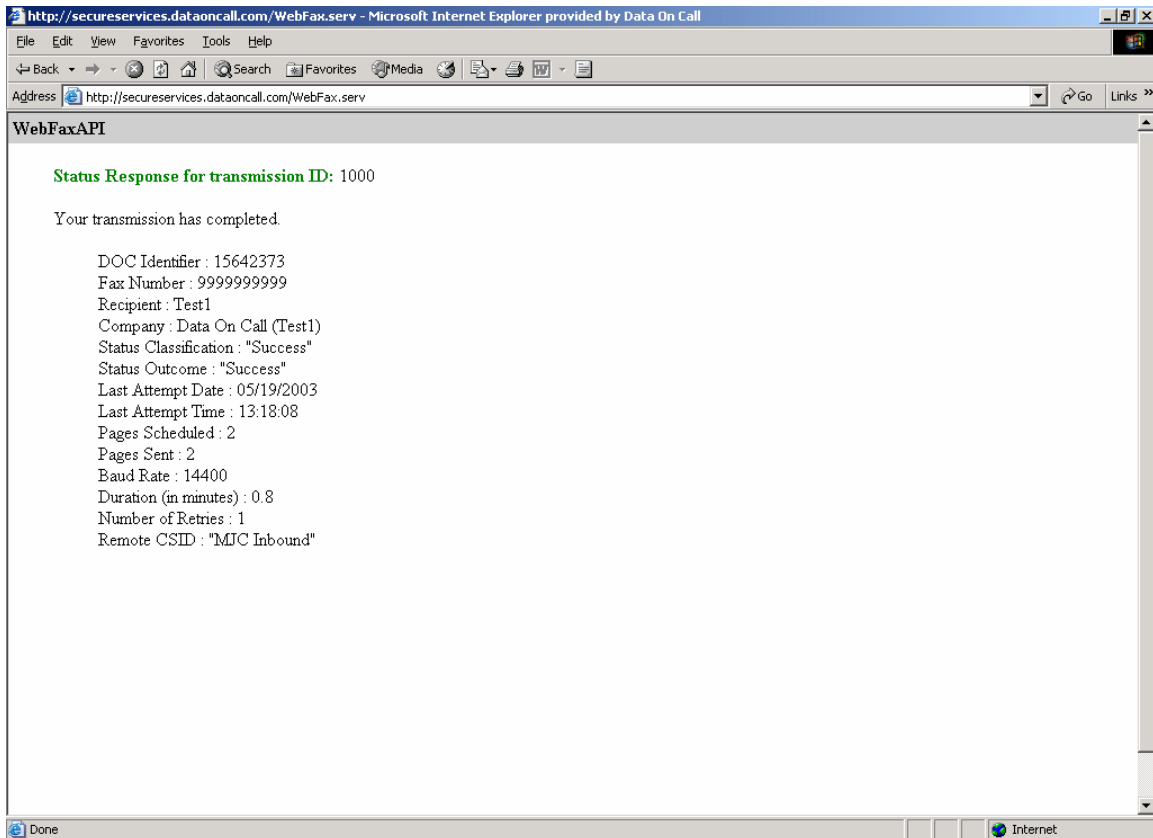 http://secureservices.dataoncall.com/WebFax.serv - Microsoft Internet Explorer provided by Data On Call
File Edit View Favorites Tools Help
Back Search Favorites Media
Address http://secureservices.dataoncall.com/WebFax.serv Go Links »
WebFaxAPI
Status Response for transmission ID: 1000
Your transmission has completed.
DOC Identifier : 15642373
Fax Number : 9999999999
Recipient : Test1
Company : Data On Call (Test1)
Status Classification : "Success"
Status Outcome : "Success"
Last Attempt Date : 05/19/2003
Last Attempt Time : 13:18:08
Pages Scheduled : 2
Pages Sent : 2
Baud Rate : 14400
Duration (in minutes) : 0.8
Number of Retries : 1
Remote CSID : "MJC Inbound"
Done Internet